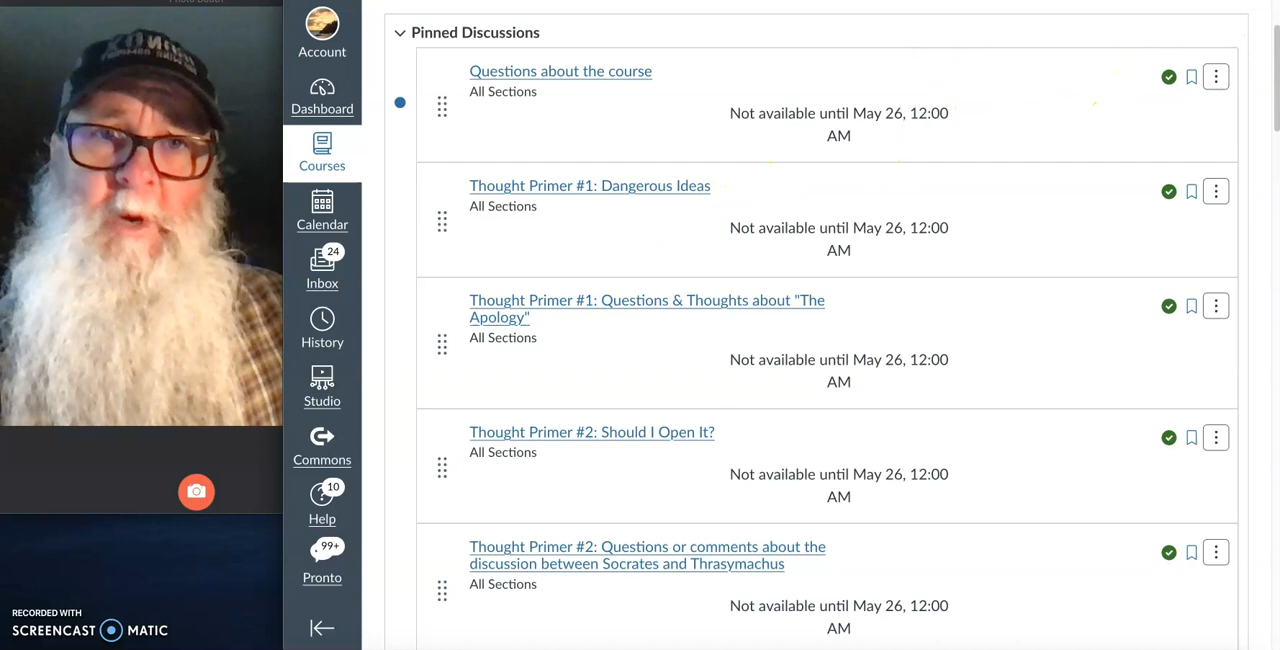 Account
Dashboard
Courses
Calendar
24
Inbox
History
Studio
Commons
10
Help
99+
Pronto
RECORDED WITH
SCREENCAST MATIC
Pinned Discussions
Questions about the course
All Sections
Not available until May 26, 12:00
AM
Thought Primer #1: Dangerous Ideas
All Sections
Not available until May 26, 12:00
AM
Thought Primer #1: Questions & Thoughts about "The
Apology"
All Sections
Not available until May 26, 12:00
AM
Thought Primer #2: Should I Open It?
All Sections
Not available until May 26, 12:00
AM
Thought Primer #2: Questions or comments about the
discussion between Socrates and Thrasymachus
All Sections
Not available until May 26, 12:00
AM